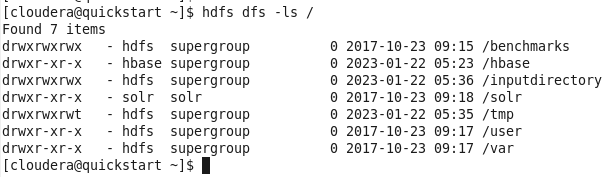 [cloudera@quickstart ~]$ hdfs dfs -ls /
Found 7 items
drwxrwxrwx   - hdfs  supergroup          0 2017-10-23 09:15 /benchmarks
drwxr-xr-x   - hbase supergroup          0 2023-01-22 05:23 /hbase
drwxrwxrwx   - hdfs  supergroup          0 2023-01-22 05:36 /inputdirectory
drwxr-xr-x   - solr  solr                0 2017-10-23 09:18 /solr
drwxrwxrwt   - hdfs  supergroup          0 2023-01-22 05:35 /tmp
drwxr-xr-x   - hdfs  supergroup          0 2017-10-23 09:17 /user
drwxr-xr-x   - hdfs  supergroup          0 2017-10-23 09:17 /var
[cloudera@quickstart ~]$